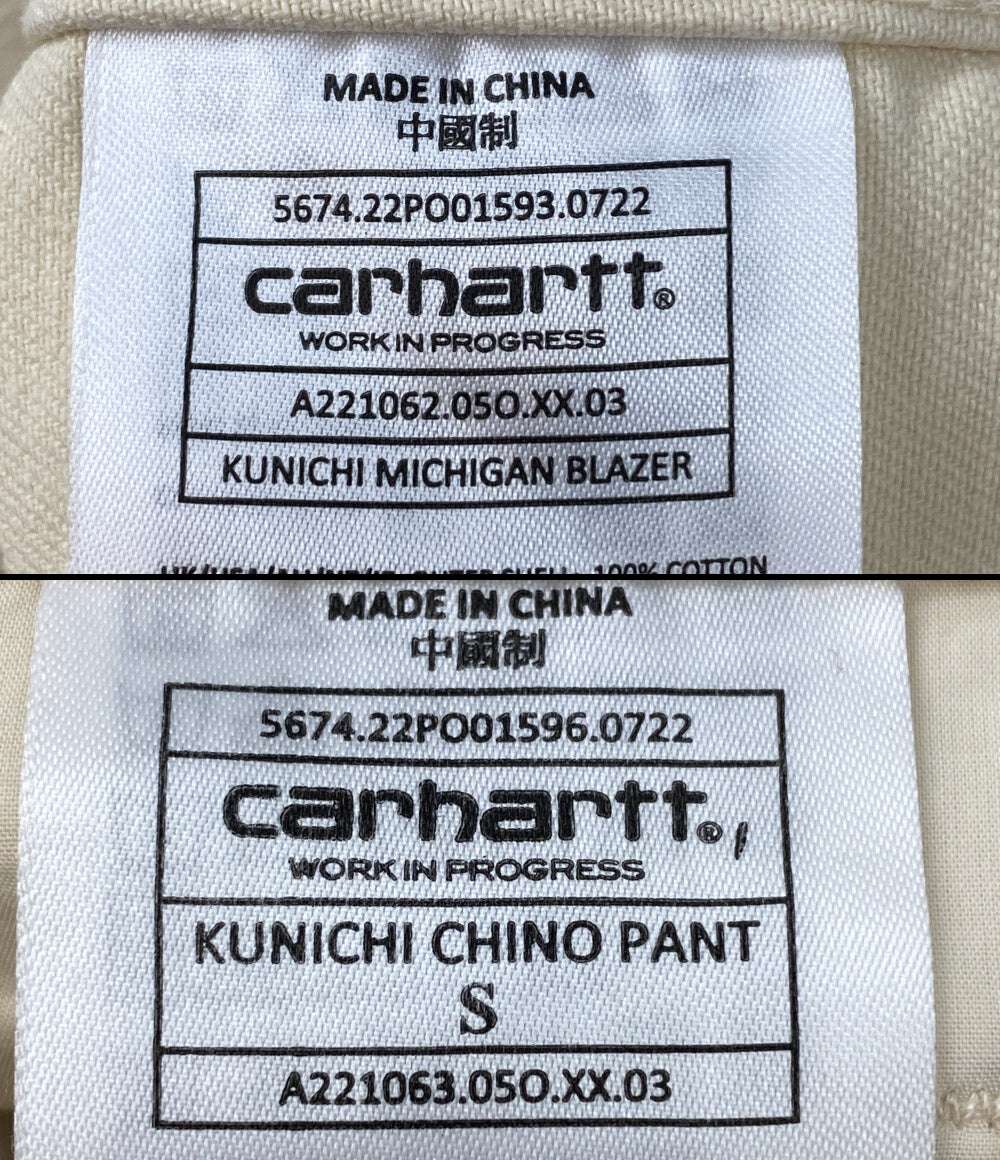 MADE IN CHINA
中國制
5674.22PO01593.0722
carhartt®
WORK IN PROGRESS
A221062.05O.XX.03
KUNICHI MICHIGAN BLAZER
100% COTTON
MADE IN CHINA
中國制
5674.22PO01596.0722
carhartt®
WORK IN PROGRESS
KUNICHI CHINO PANT
S
A221063.05O.XX.03